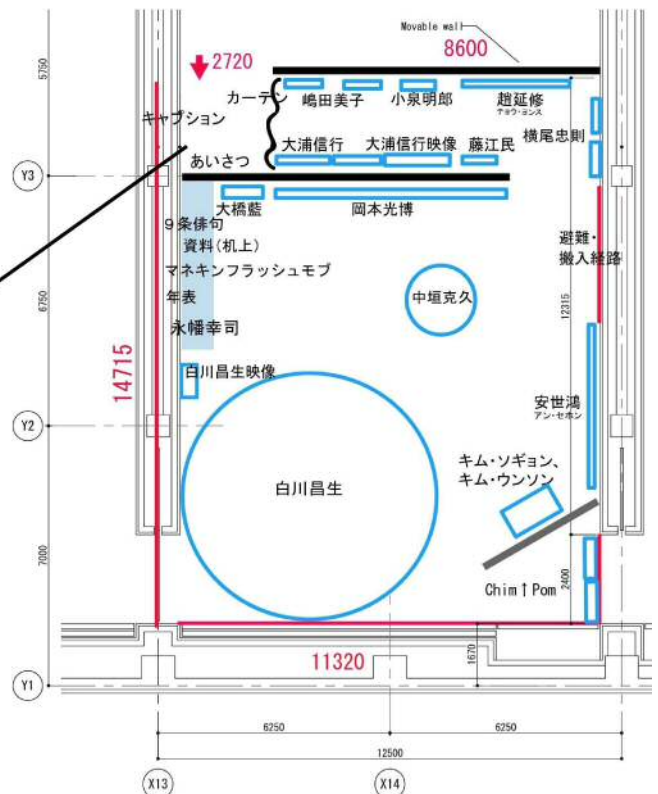 Movable wall
8600
2720
5750
カーテン
嶋田美子
小泉明郎
趙延修
チョウ・ヨンス
キャプション
横尾忠則
大浦信行
大浦信行映像
藤江民
あいさつ
Y3
大橋藍
岡本光博
9条俳句
資料(机上)
マネキンフラッシュモブ
年表
永幡幸司
避難・
搬入経路
中垣克久
12315
6750
14715
白川昌生映像
安世鴻
アン・セホン
Y2
キム・ソギョン、
キム・ウンソン
白川昌生
7000
Chim↑Pom
2400
11320
1670
Y1
6250
6250
12500
X13
X14